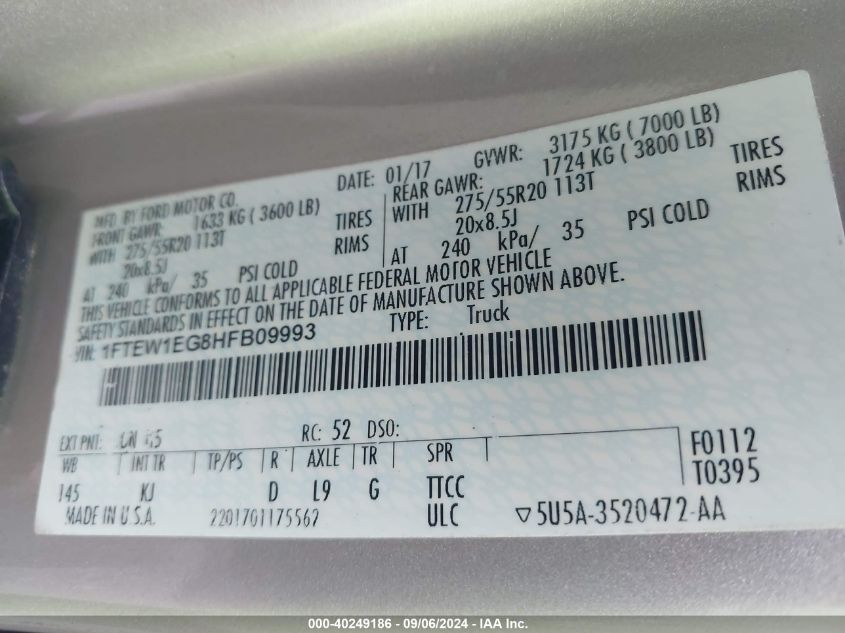 MFD. BY FORD MOTOR CO.
DATE: 01/17 GVWR: 3175 KG ( 7000 LB)
FRONT GAWR: 1633 KG ( 3600 LB)
REAR GAWR: 1724 KG ( 3800 LB)
WITH 275/55R20 113T TIRES
WITH 275/55R20 113T TIRES
20x8.5J RIMS
20x8.5J RIMS
AT 240 kPa/ 35 PSI COLD
AT 240 kPa/ 35 PSI COLD
THIS VEHICLE CONFORMS TO ALL APPLICABLE FEDERAL MOTOR VEHICLE
SAFETY STANDARDS IN EFFECT ON THE DATE OF MANUFACTURE SHOWN ABOVE.
VIN: 1FTEW1EG8HFB09993 TYPE: Truck
EXT PNT: RC: 52 DSO:
WB INT TR TP/PS R AXLE TR SPR
F0112
145 KJ D L9 G TTCC
T0395
MADE IN U.S.A. 2201701175562 ULC ▽5U5A-3520472-AA
000-40249186 - 09/06/2024 - IAA Inc.